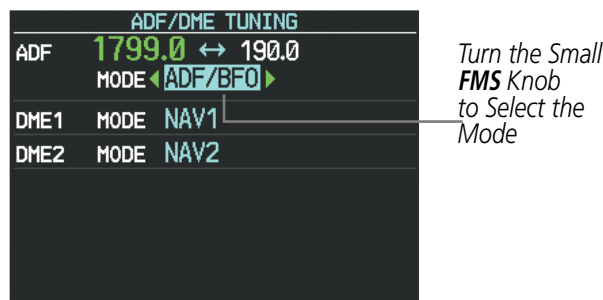 ADF/DME TUNING
ADF 1799.0 ↔ 190.0
MODE ADF/BFO
DME1 MODE NAV1
DME2 MODE NAV2
Turn the Small
FMS Knob
to Select the
Mode